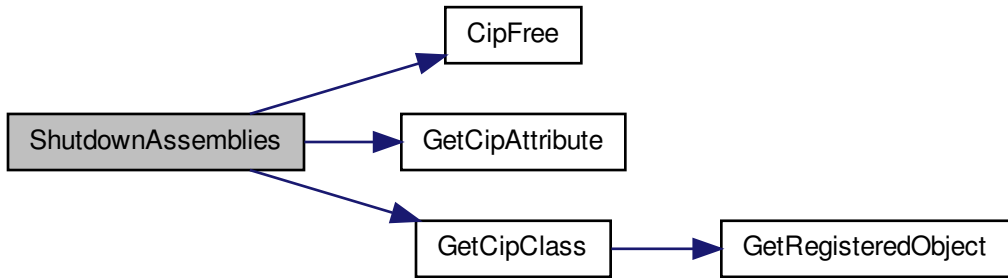 CipFree
ShutdownAssemblies
GetCipAttribute
GetCipClass
GetRegisteredObject